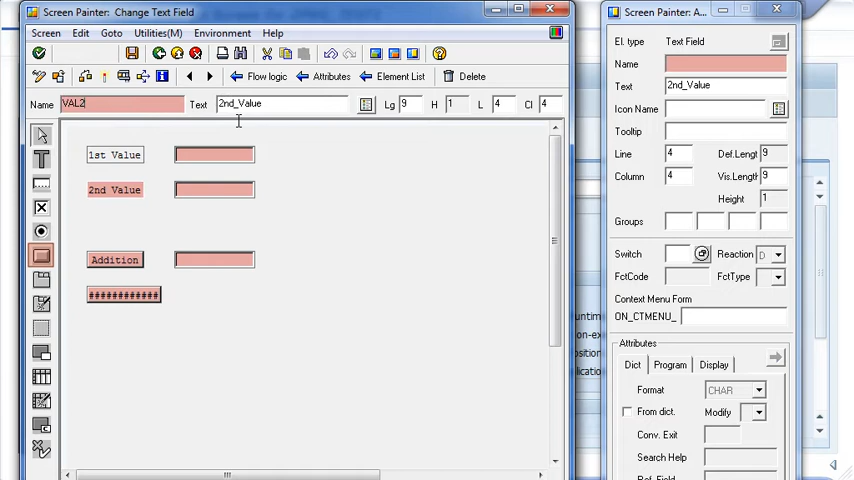 Screen Painter: Change Text Field
Screen Edit Goto Utilities(M) Environment Help
Flow logic Attributes Element List Delete
Name VAL2 Text 2nd_Value Lg 9 H 1 L 4 Cl 4
1st Value
2nd Value
Addition
############
Screen Painter: A...
El. type Text Field
Name
Text 2nd_Value
Icon Name
Tooltip
Line 4 Def.Length 9
Column 4 Vis.Length 9
Height 1
Groups
Switch Reaction D
FctCode FctType
Context Menu Form
ON_CTMENU_
Attributes
Dict Program Display
Format CHAR
From dict. Modify
Conv. Exit
Search Help
Ref. Field